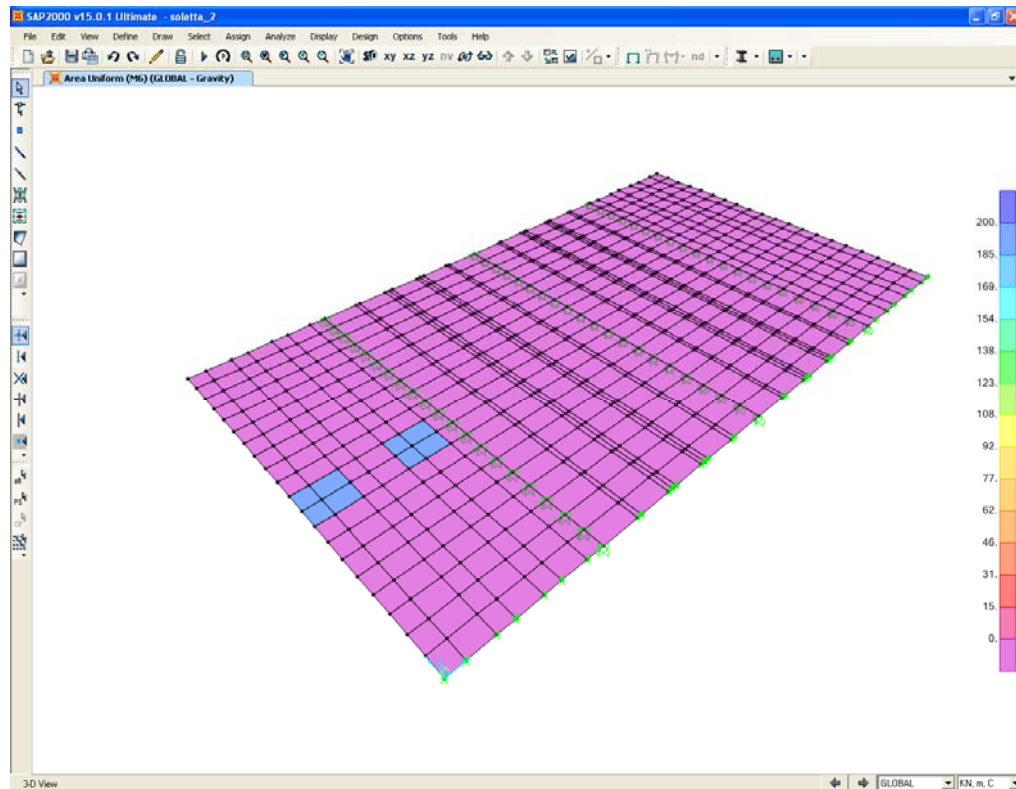 SAP2000 v15.0.1 Ultimate - soletta_2
File Edit View Define Draw Select Assign Analyze Display Design Options Tools Help
xy xz yz nv nd
Area Uniform (M6) (GLOBAL - Gravity)
200.
185.
169.
154.
138.
123.
108.
92.
77.
62.
46.
31.
15.
0.
3-D View
GLOBAL
KN, m, C